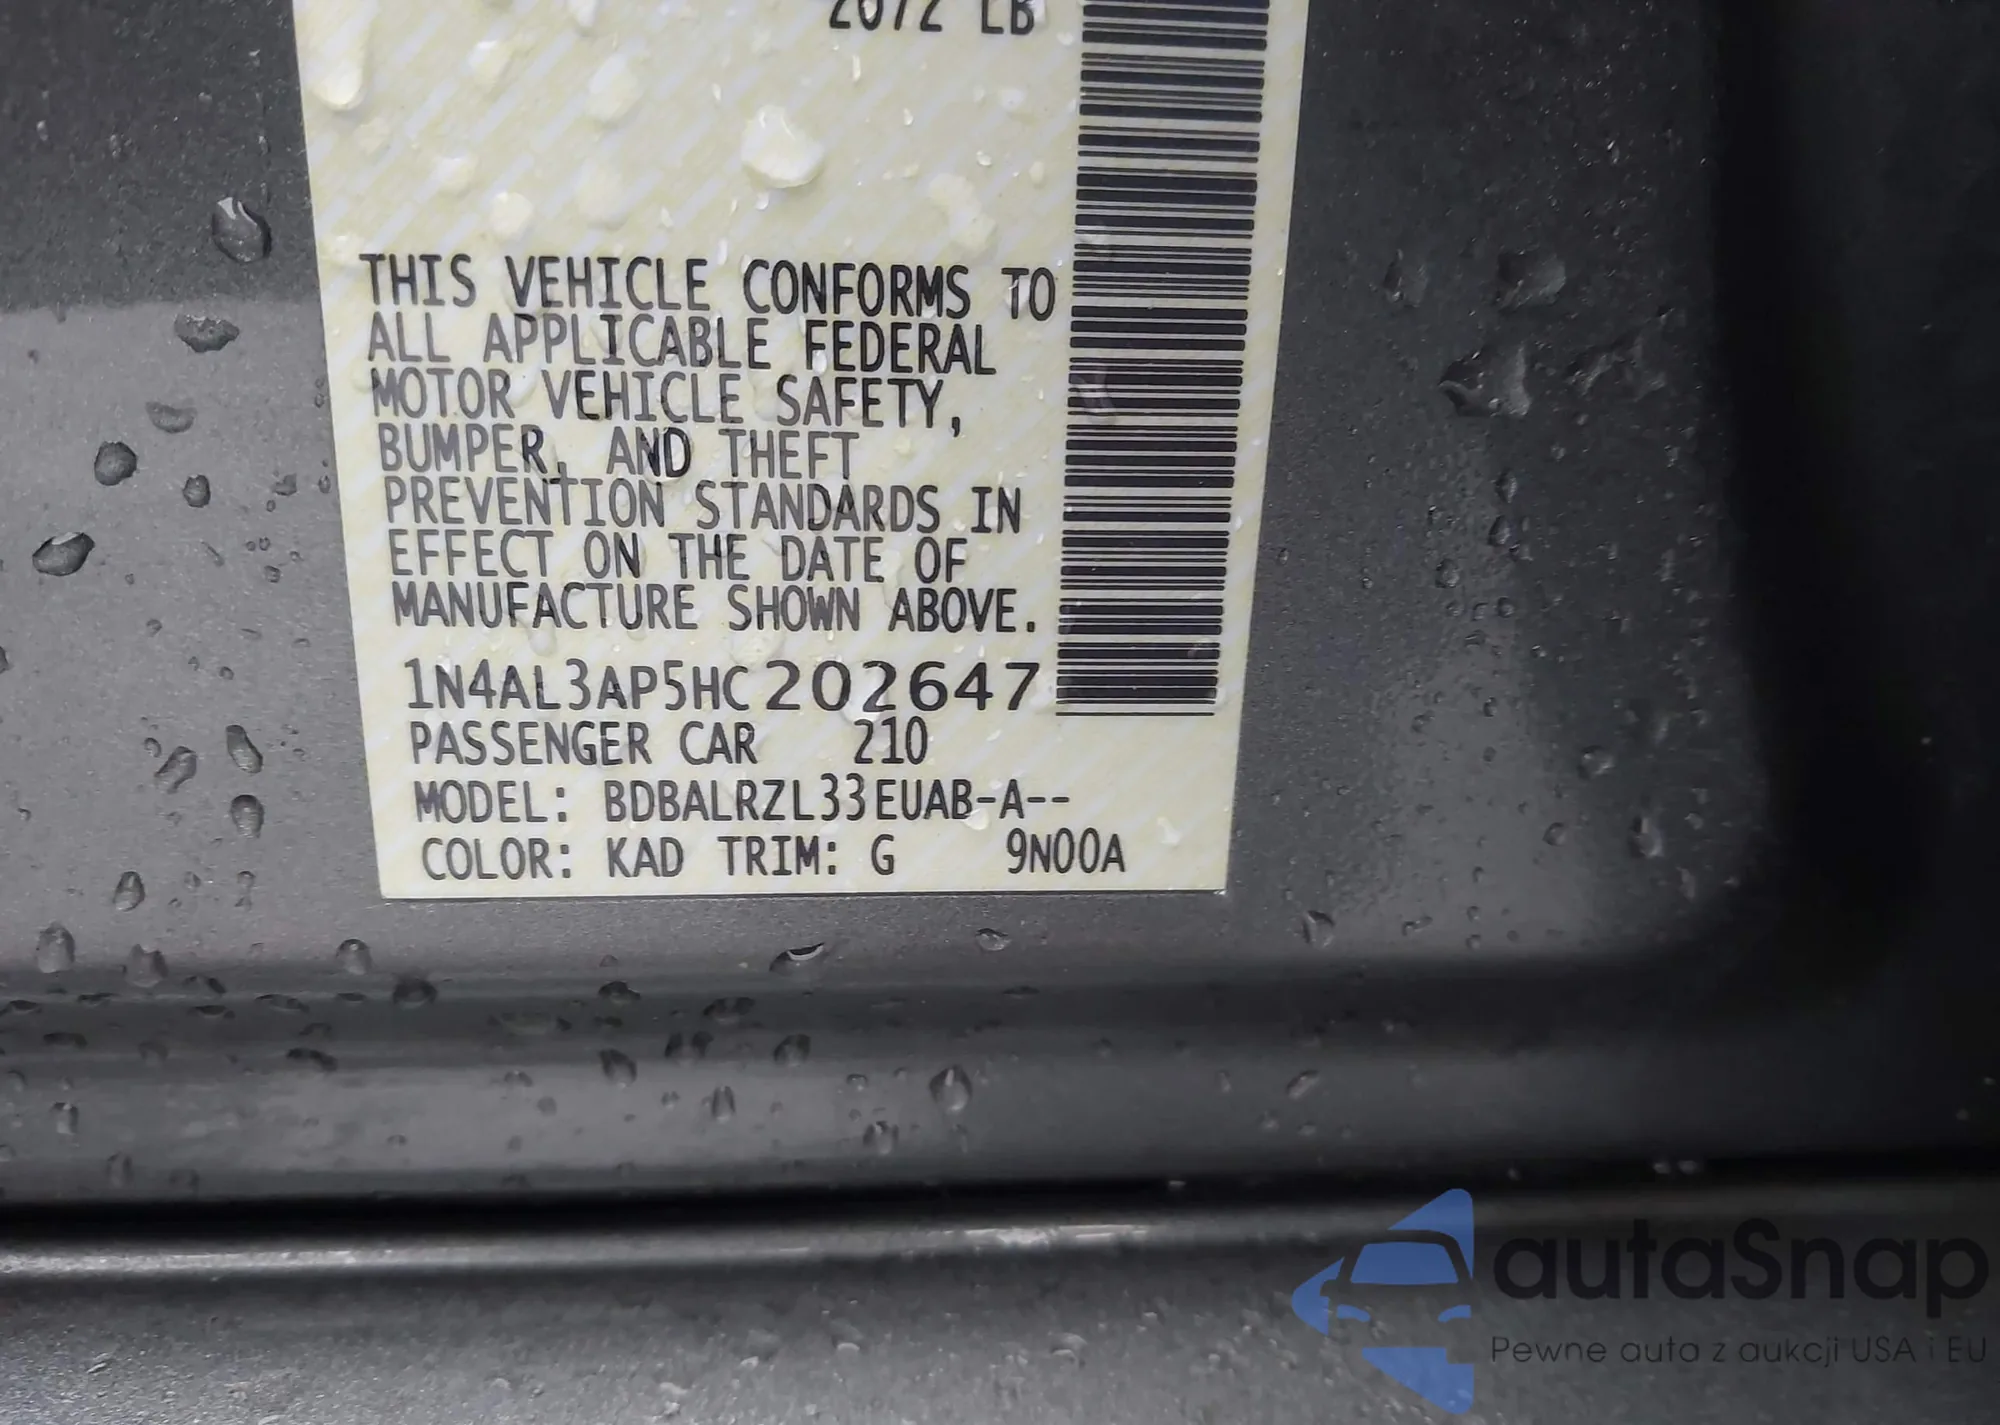 2072 LB
THIS VEHICLE CONFORMS TO
ALL APPLICABLE FEDERAL
MOTOR VEHICLE SAFETY,
BUMPER, AND THEFT
PREVENTION STANDARDS IN
EFFECT ON THE DATE OF
MANUFACTURE SHOWN ABOVE.
1N4AL3AP5HC202647
PASSENGER CAR 210
MODEL: BDBALRZL33EUAB-A--
COLOR: KAD TRIM: G 9N00A
autaSnap
Pewne auta z aukcji USA i EU